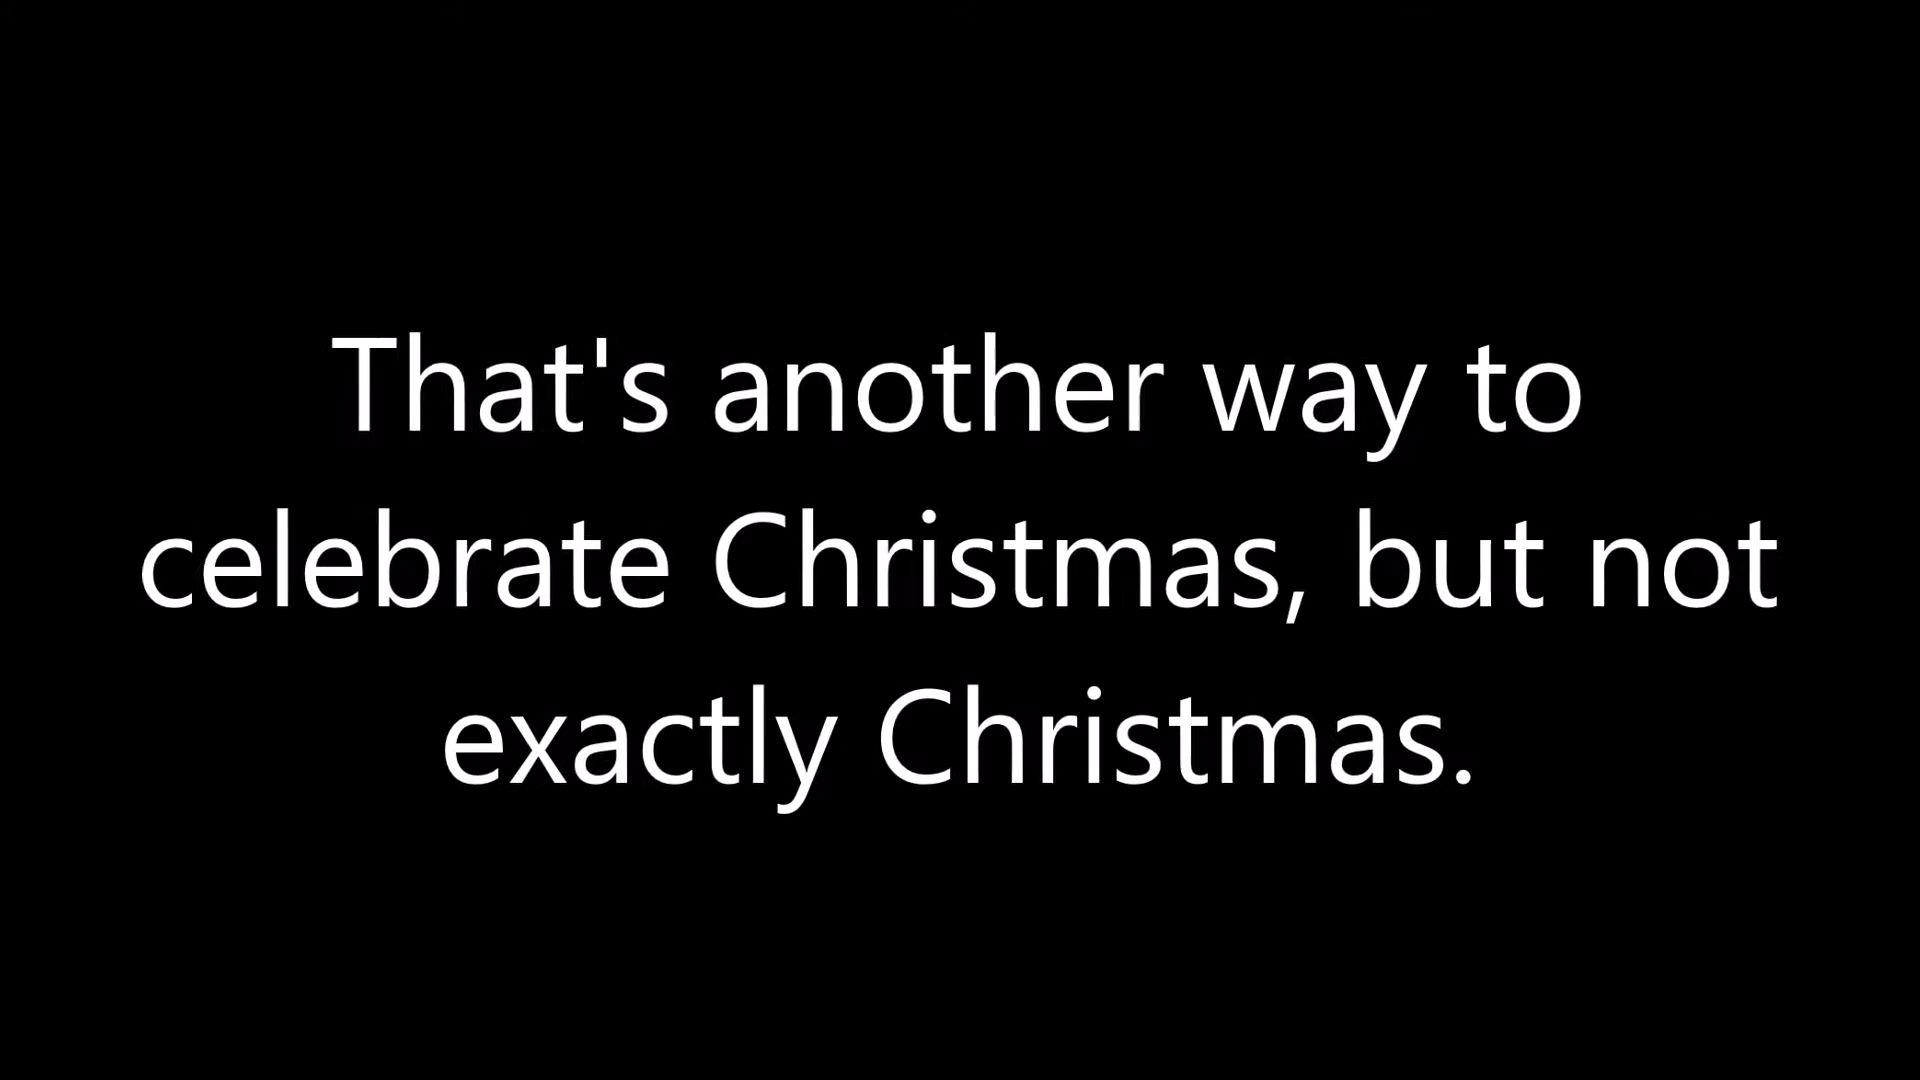 That's another way to
celebrate Christmas, but not
exactly Christmas.